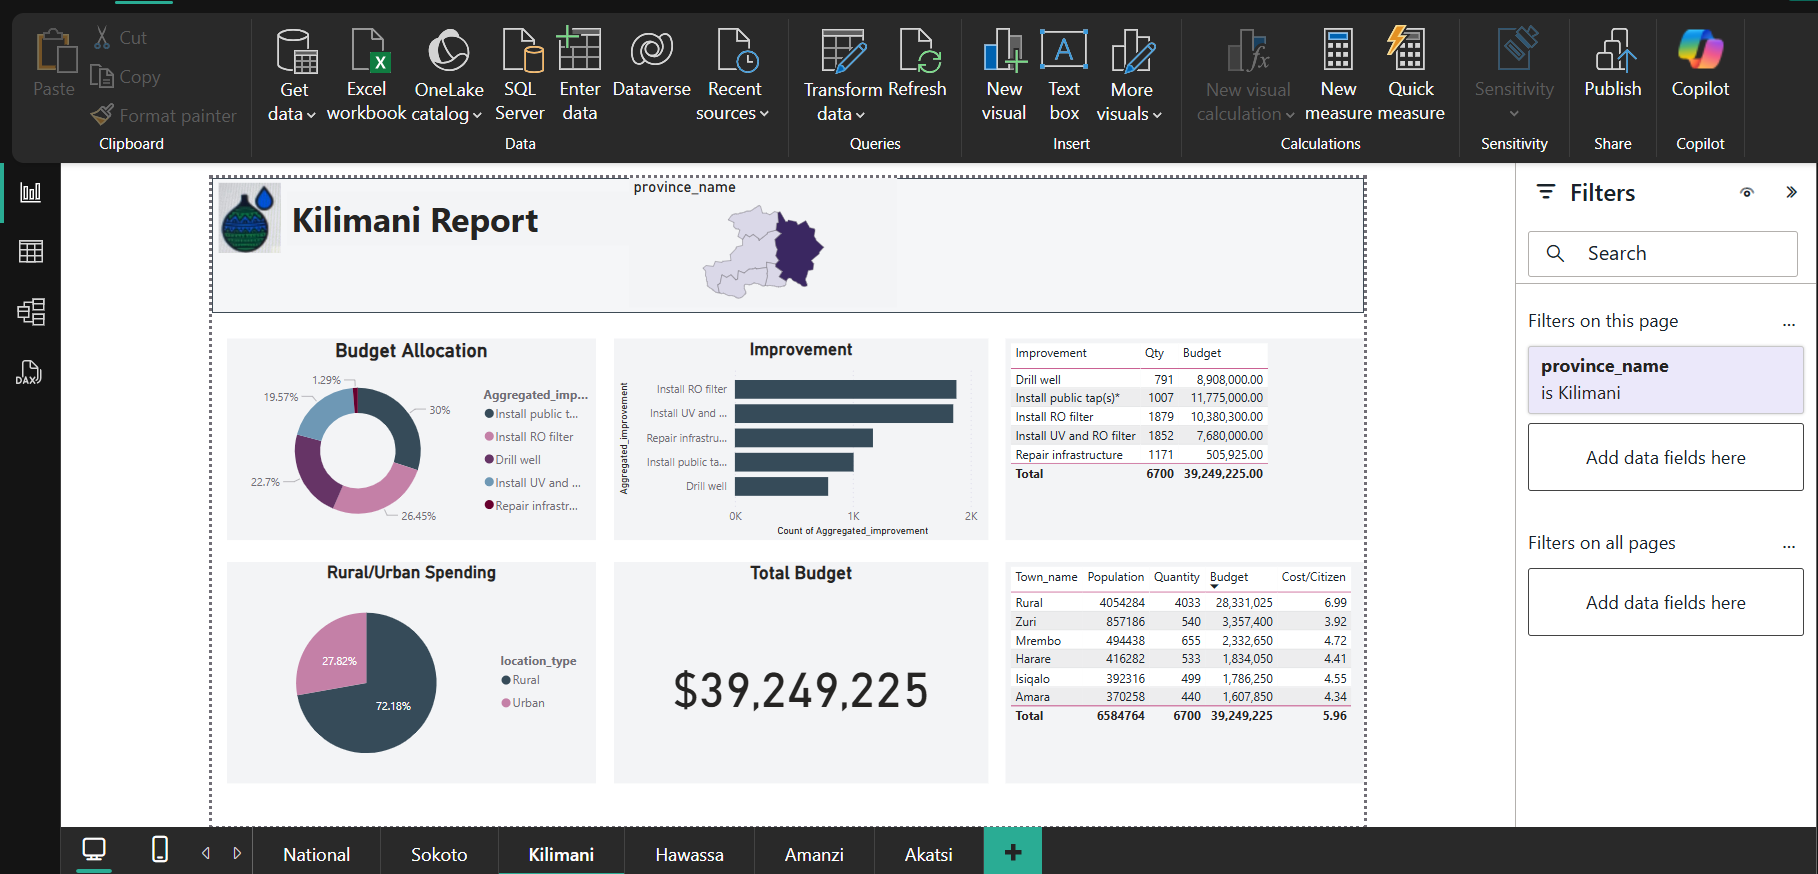 Paste
Cut
Copy
Format painter
Clipboard
Get data
Excel workbook
OneLake catalog
SQL Server
Enter data
Dataverse
Recent sources
Data
Transform data
Refresh
Queries
New visual
Text box
More visuals
Insert
New visual calculation
New measure
Quick measure
Calculations
Sensitivity
Sensitivity
Publish
Share
Copilot
Copilot
DAX
Kilimani Report
province_name
Budget Allocation
1.29%
19.57%
30%
22.7%
26.45%
Aggregated_imp...
Install public t...
Install RO filter
Drill well
Install UV and ...
Repair infrastr...
Improvement
Aggregated_improvement
Install RO filter
Install UV and ...
Repair infrastru...
Install public ta...
Drill well
0K 1K 2K
Count of Aggregated_improvement
Improvement Qty Budget
Drill well 791 8,908,000.00
Install public tap(s)* 1007 11,775,000.00
Install RO filter 1879 10,380,300.00
Install UV and RO filter 1852 7,680,000.00
Repair infrastructure 1171 505,925.00
Total 6700 39,249,225.00
Rural/Urban Spending
27.82%
72.18%
location_type
Rural
Urban
Total Budget
$39,249,225
Town_name Population Quantity Budget Cost/Citizen
Rural 4054284 4033 28,331,025 6.99
Zuri 857186 540 3,357,400 3.92
Mrembo 494438 655 2,332,650 4.72
Harare 416282 533 1,834,050 4.41
Isiqalo 392316 499 1,786,250 4.55
Amara 370258 440 1,607,850 4.34
Total 6584764 6700 39,249,225 5.96
Filters
Search
Filters on this page ...
province_name
is Kilimani
Add data fields here
Filters on all pages ...
Add data fields here
National Sokoto Kilimani Hawassa Amanzi Akatsi +